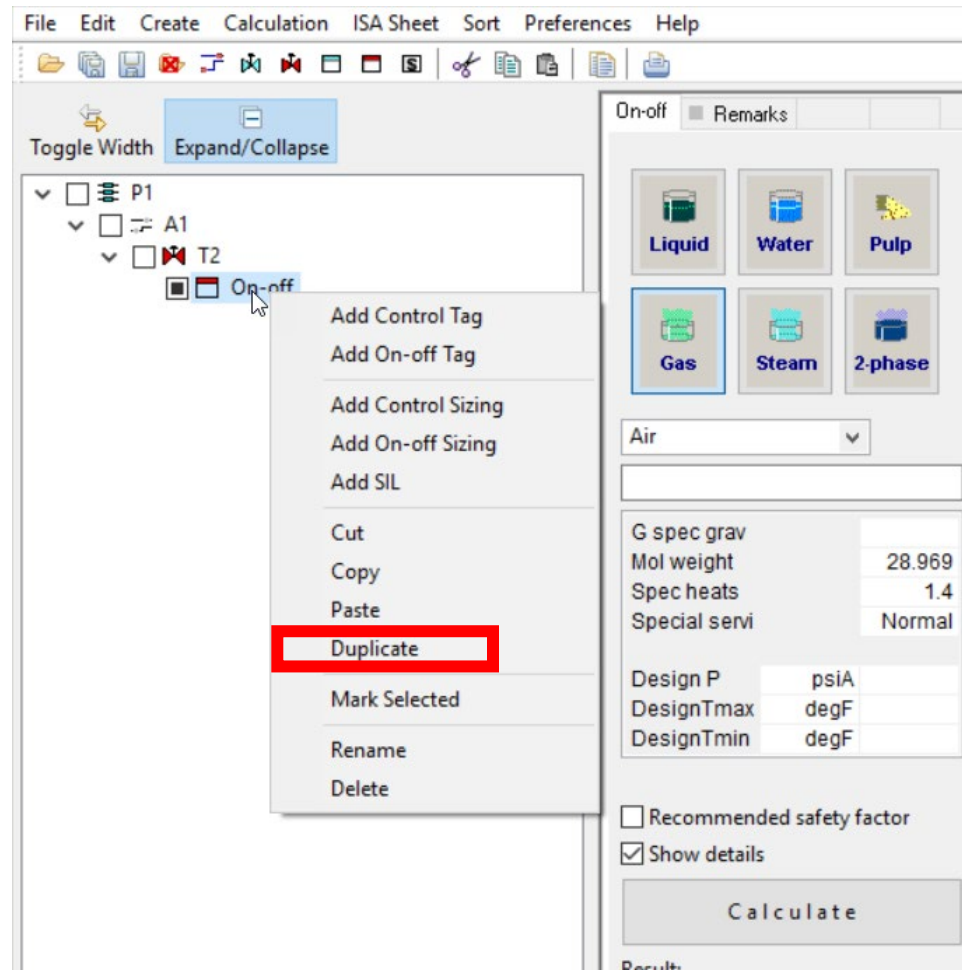 File Edit Create Calculation ISA Sheet Sort Preferences Help
S
Toggle Width Expand/Collapse
P1
A1
T2
On-off
Add Control Tag
Add On-off Tag
Add Control Sizing
Add On-off Sizing
Add SIL
Cut
Copy
Paste
Duplicate
Mark Selected
Rename
Delete
On-off Remarks
Liquid Water Pulp
Gas Steam 2-phase
Air
G spec grav
Mol weight 28.969
Spec heats 1.4
Special servi Normal
Design P psiA
DesignTmax degF
DesignTmin degF
Recommended safety factor
Show details
Calculate
Result: